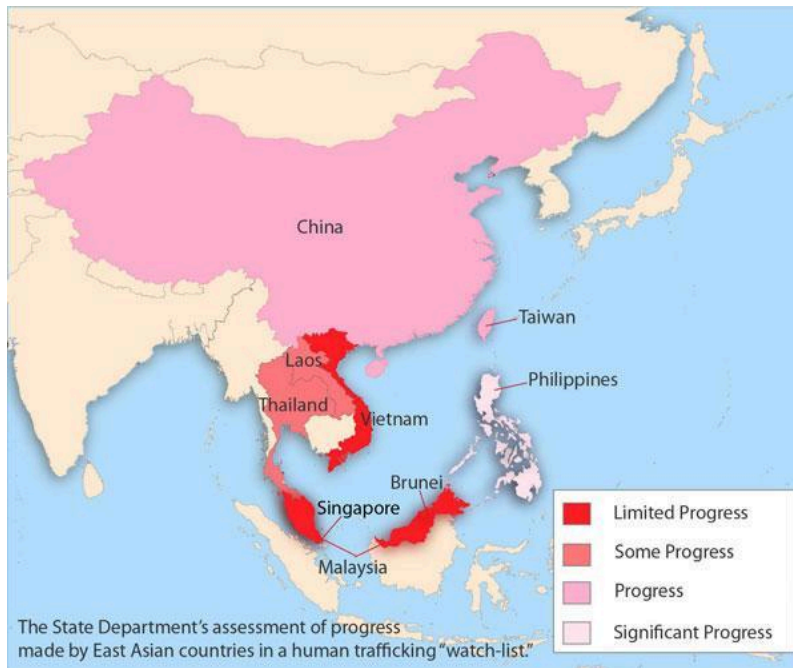 China
Taiwan
Laos
Philippines
Thailand
Vietnam
Brunei
Singapore
Malaysia
Limited Progress
Some Progress
Progress
Significant Progress
The State Department's assessment of progress
made by East Asian countries in a human trafficking "watch-list."